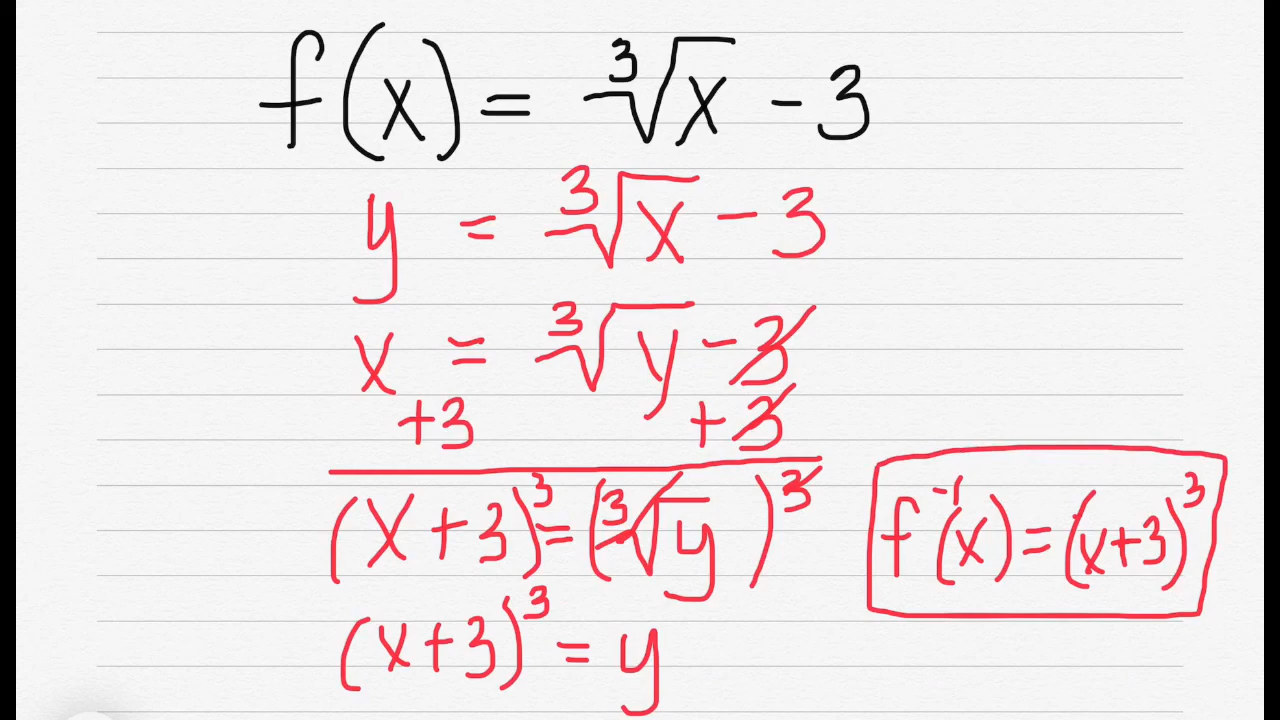 f(x) = ∛x - 3
y = ∛x - 3
x = ∛y - 3
+3 +3
(x+3)³ = (∛y)³
f⁻¹(x) = (x+3)³
(x+3)³ = y